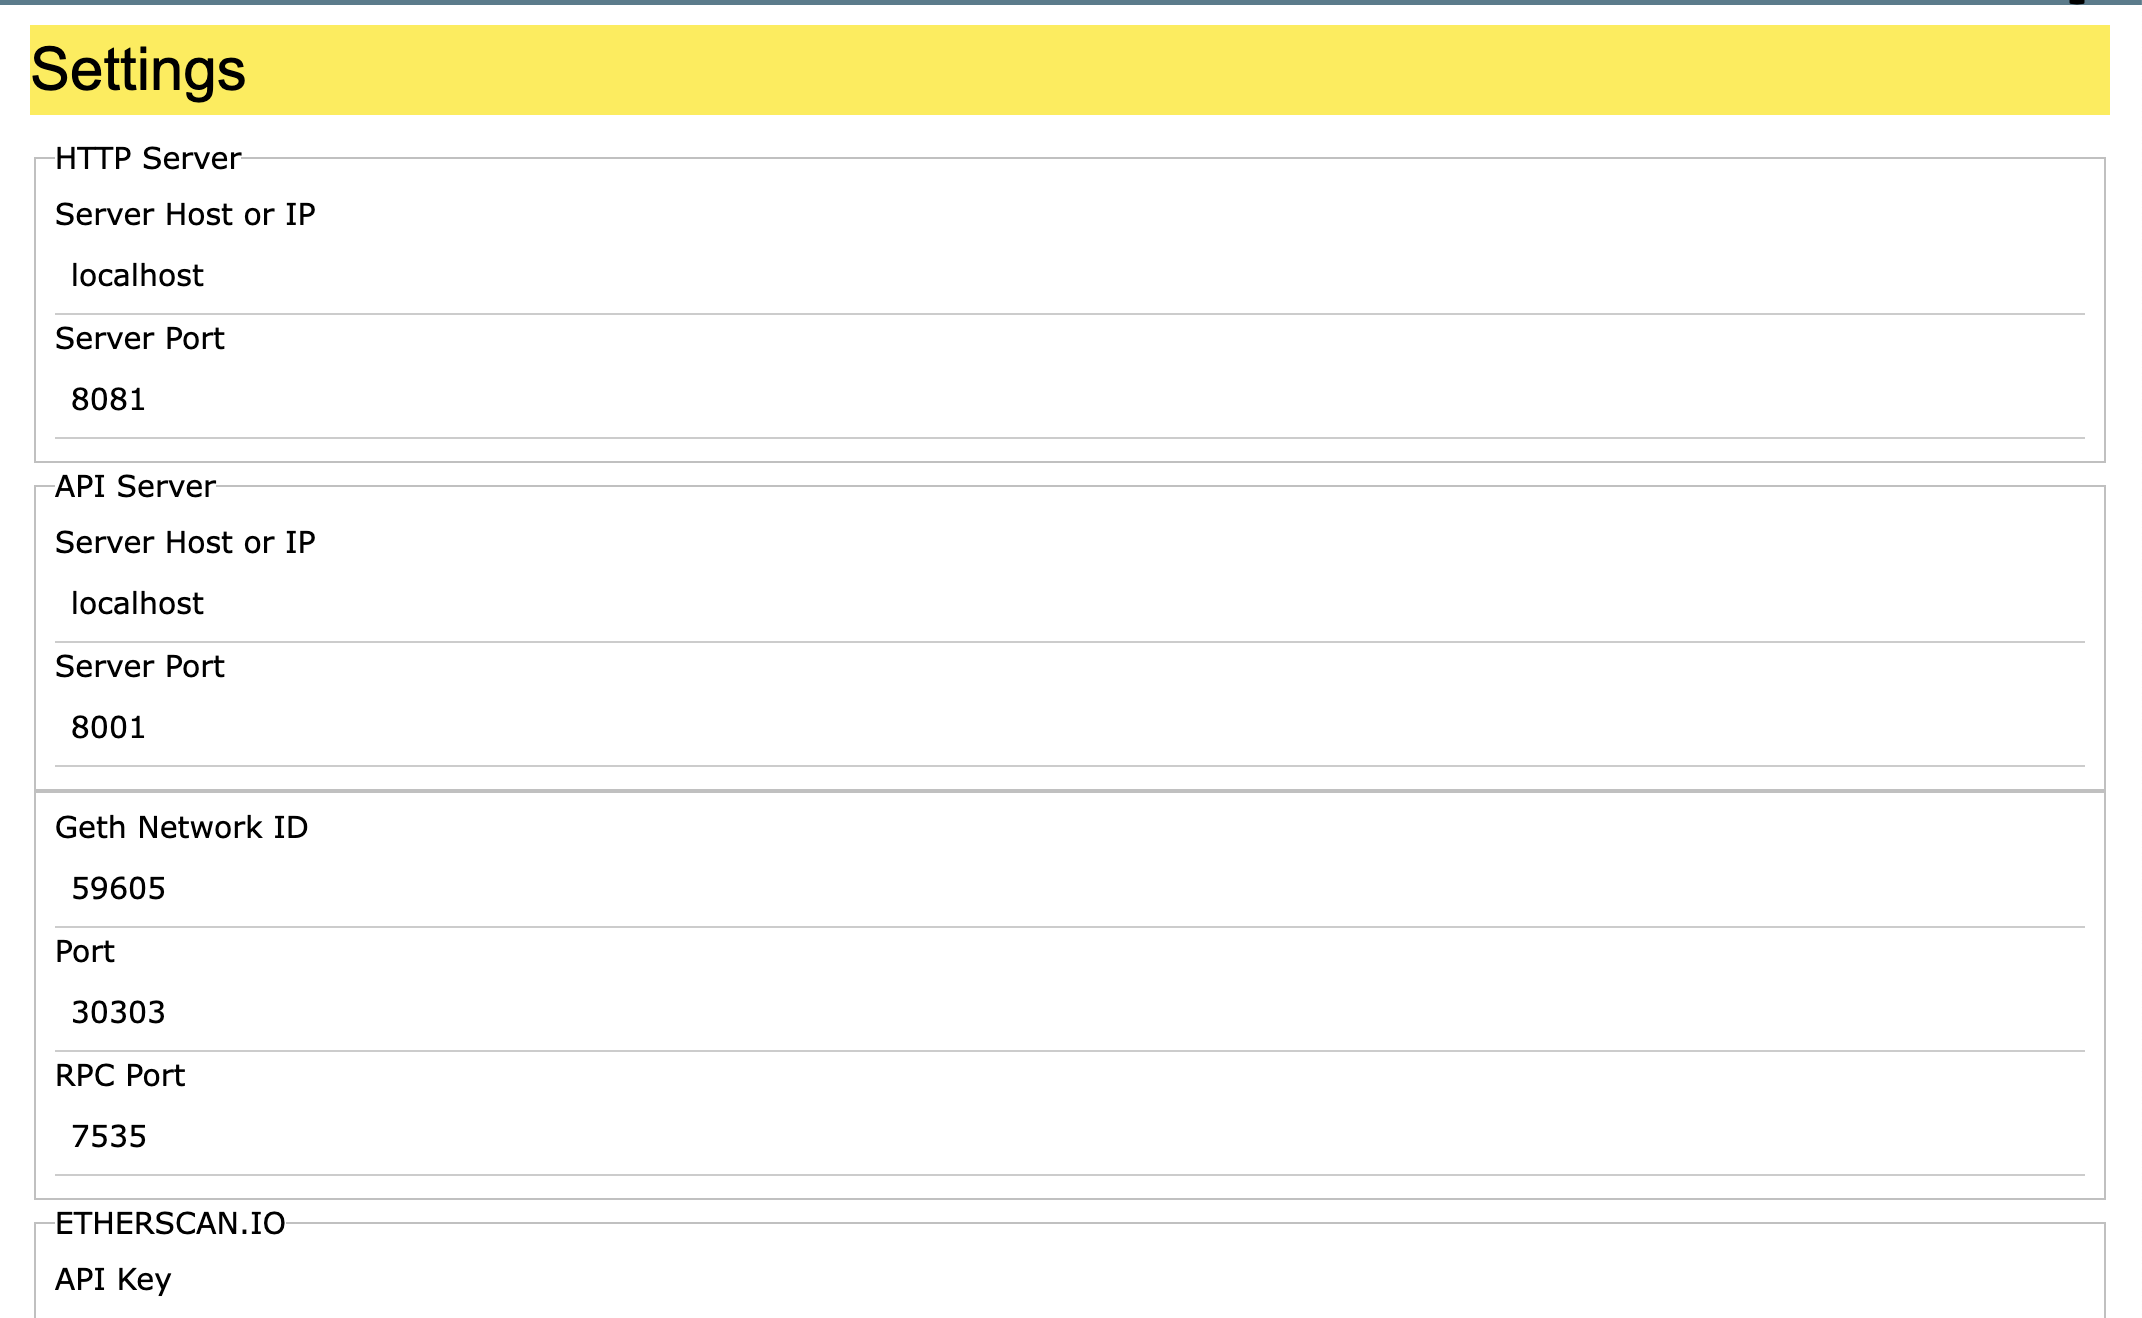 Settings
HTTP Server
Server Host or IP
localhost
Server Port
8081
API Server
Server Host or IP
localhost
Server Port
8001
Geth Network ID
59605
Port
30303
RPC Port
7535
ETHERSCAN.IO
API Key